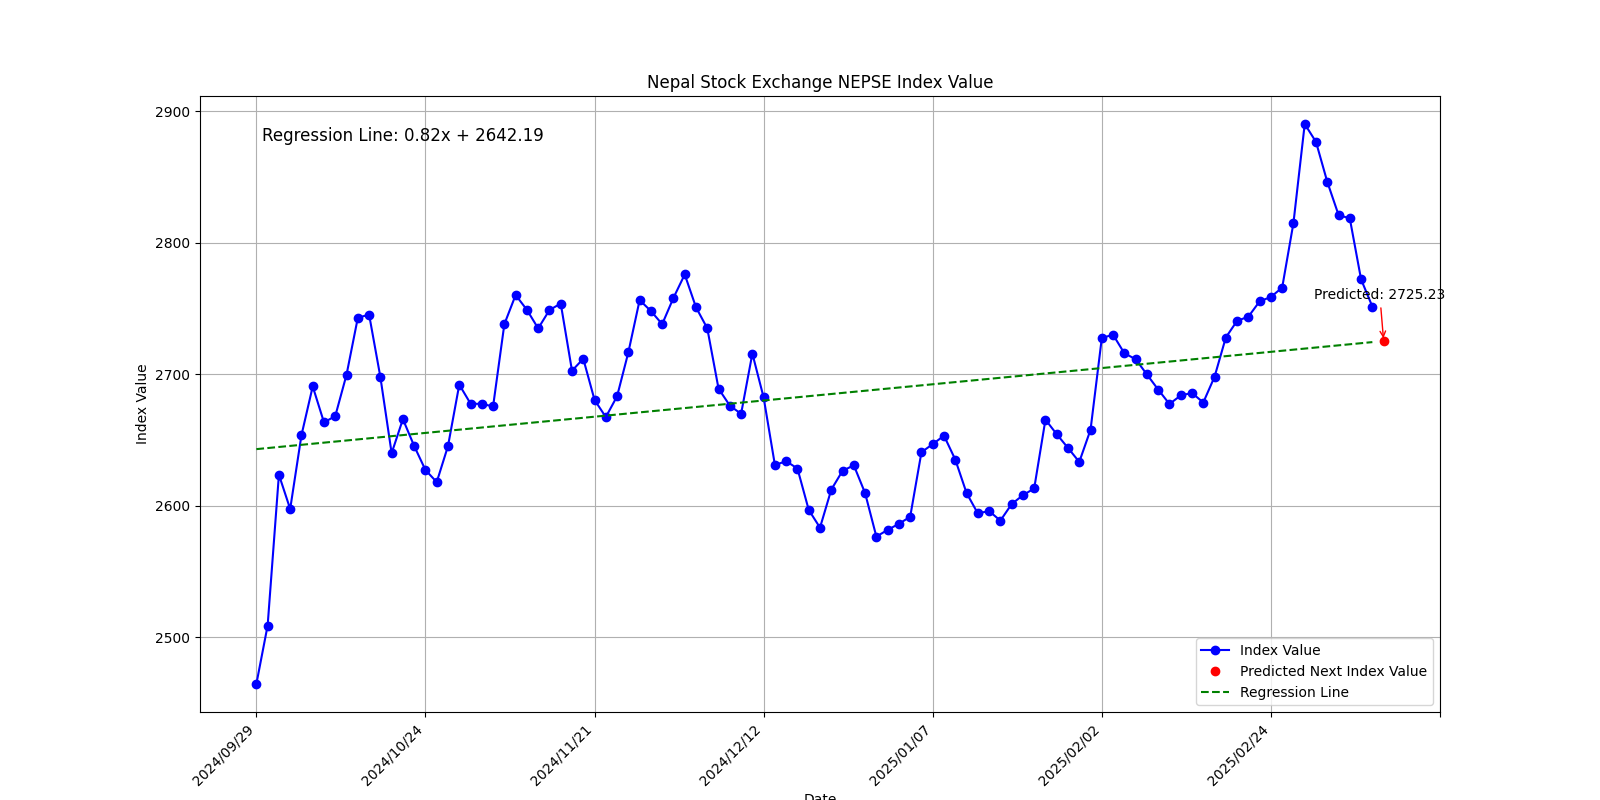 Nepal Stock Exchange NEPSE Index Value
Regression Line: 0.82x + 2642.19
Predicted: 2725.23
Index Value
2900
2800
2700
2600
2500
Index Value
Predicted Next Index Value
Regression Line
2024/09/29
2024/10/24
2024/11/21
2024/12/12
2025/01/07
2025/02/02
2025/02/24
Date